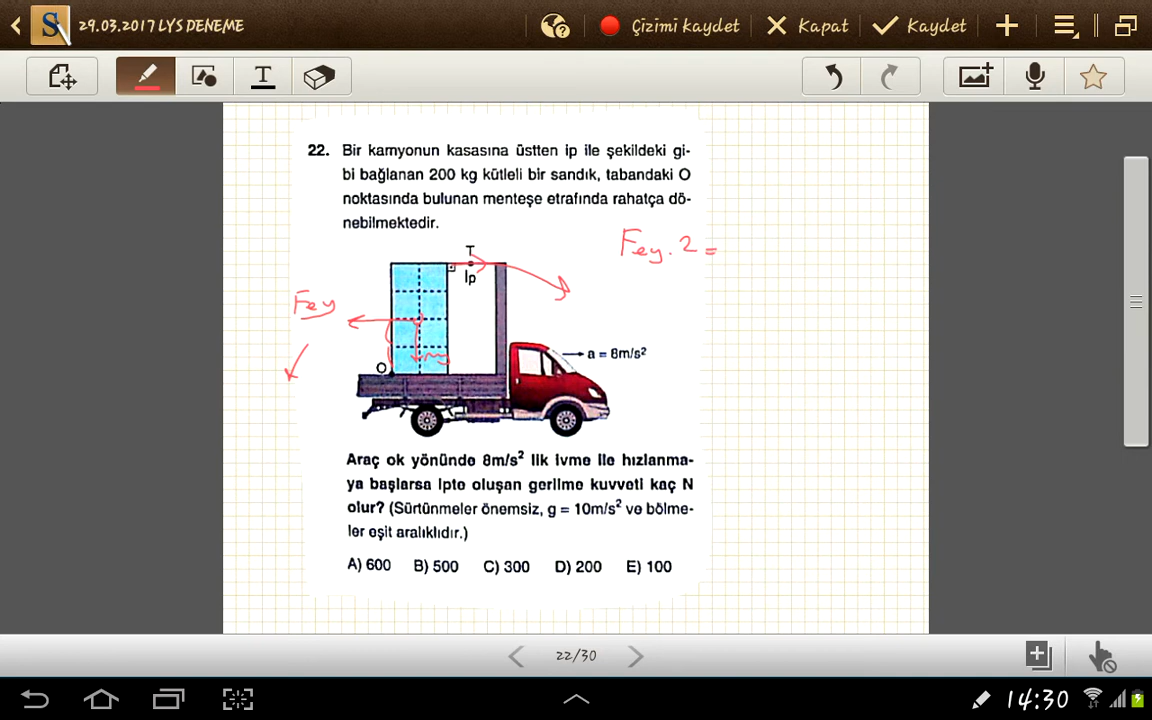 29.03.2017 LYS DENEME
Çizimi kaydet
Kapat
Kaydet
22. Bir kamyonun kasasına üstten ip ile şekildeki gi-
bi bağlanan 200 kg kütleli bir sandık, tabandaki O
noktasında bulunan menteşe etrafında rahatça dö-
nebilmektedir.
Fey. 2 =
T
İp
Fey
mg
O
a = 8m/s²
Araç ok yönünde 8m/s² ilk ivme ile hızlanma-
ya başlarsa ipte oluşan gerilme kuvveti kaç N
olur? (Sürtünmeler önemsiz, g = 10m/s² ve bölme-
ler eşit aralıklıdır.)
A) 600 B) 500 C) 300 D) 200 E) 100
22/30
14:30